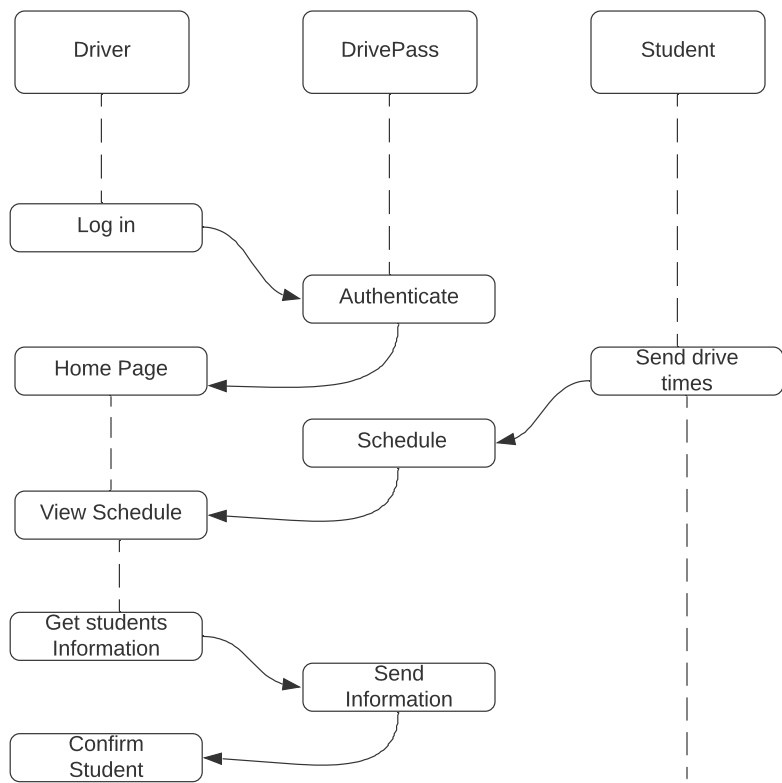 Driver
DrivePass
Student
Log in
Authenticate
Home Page
Send drive
times
Schedule
View Schedule
Get students
Information
Send
Information
Confirm
Student